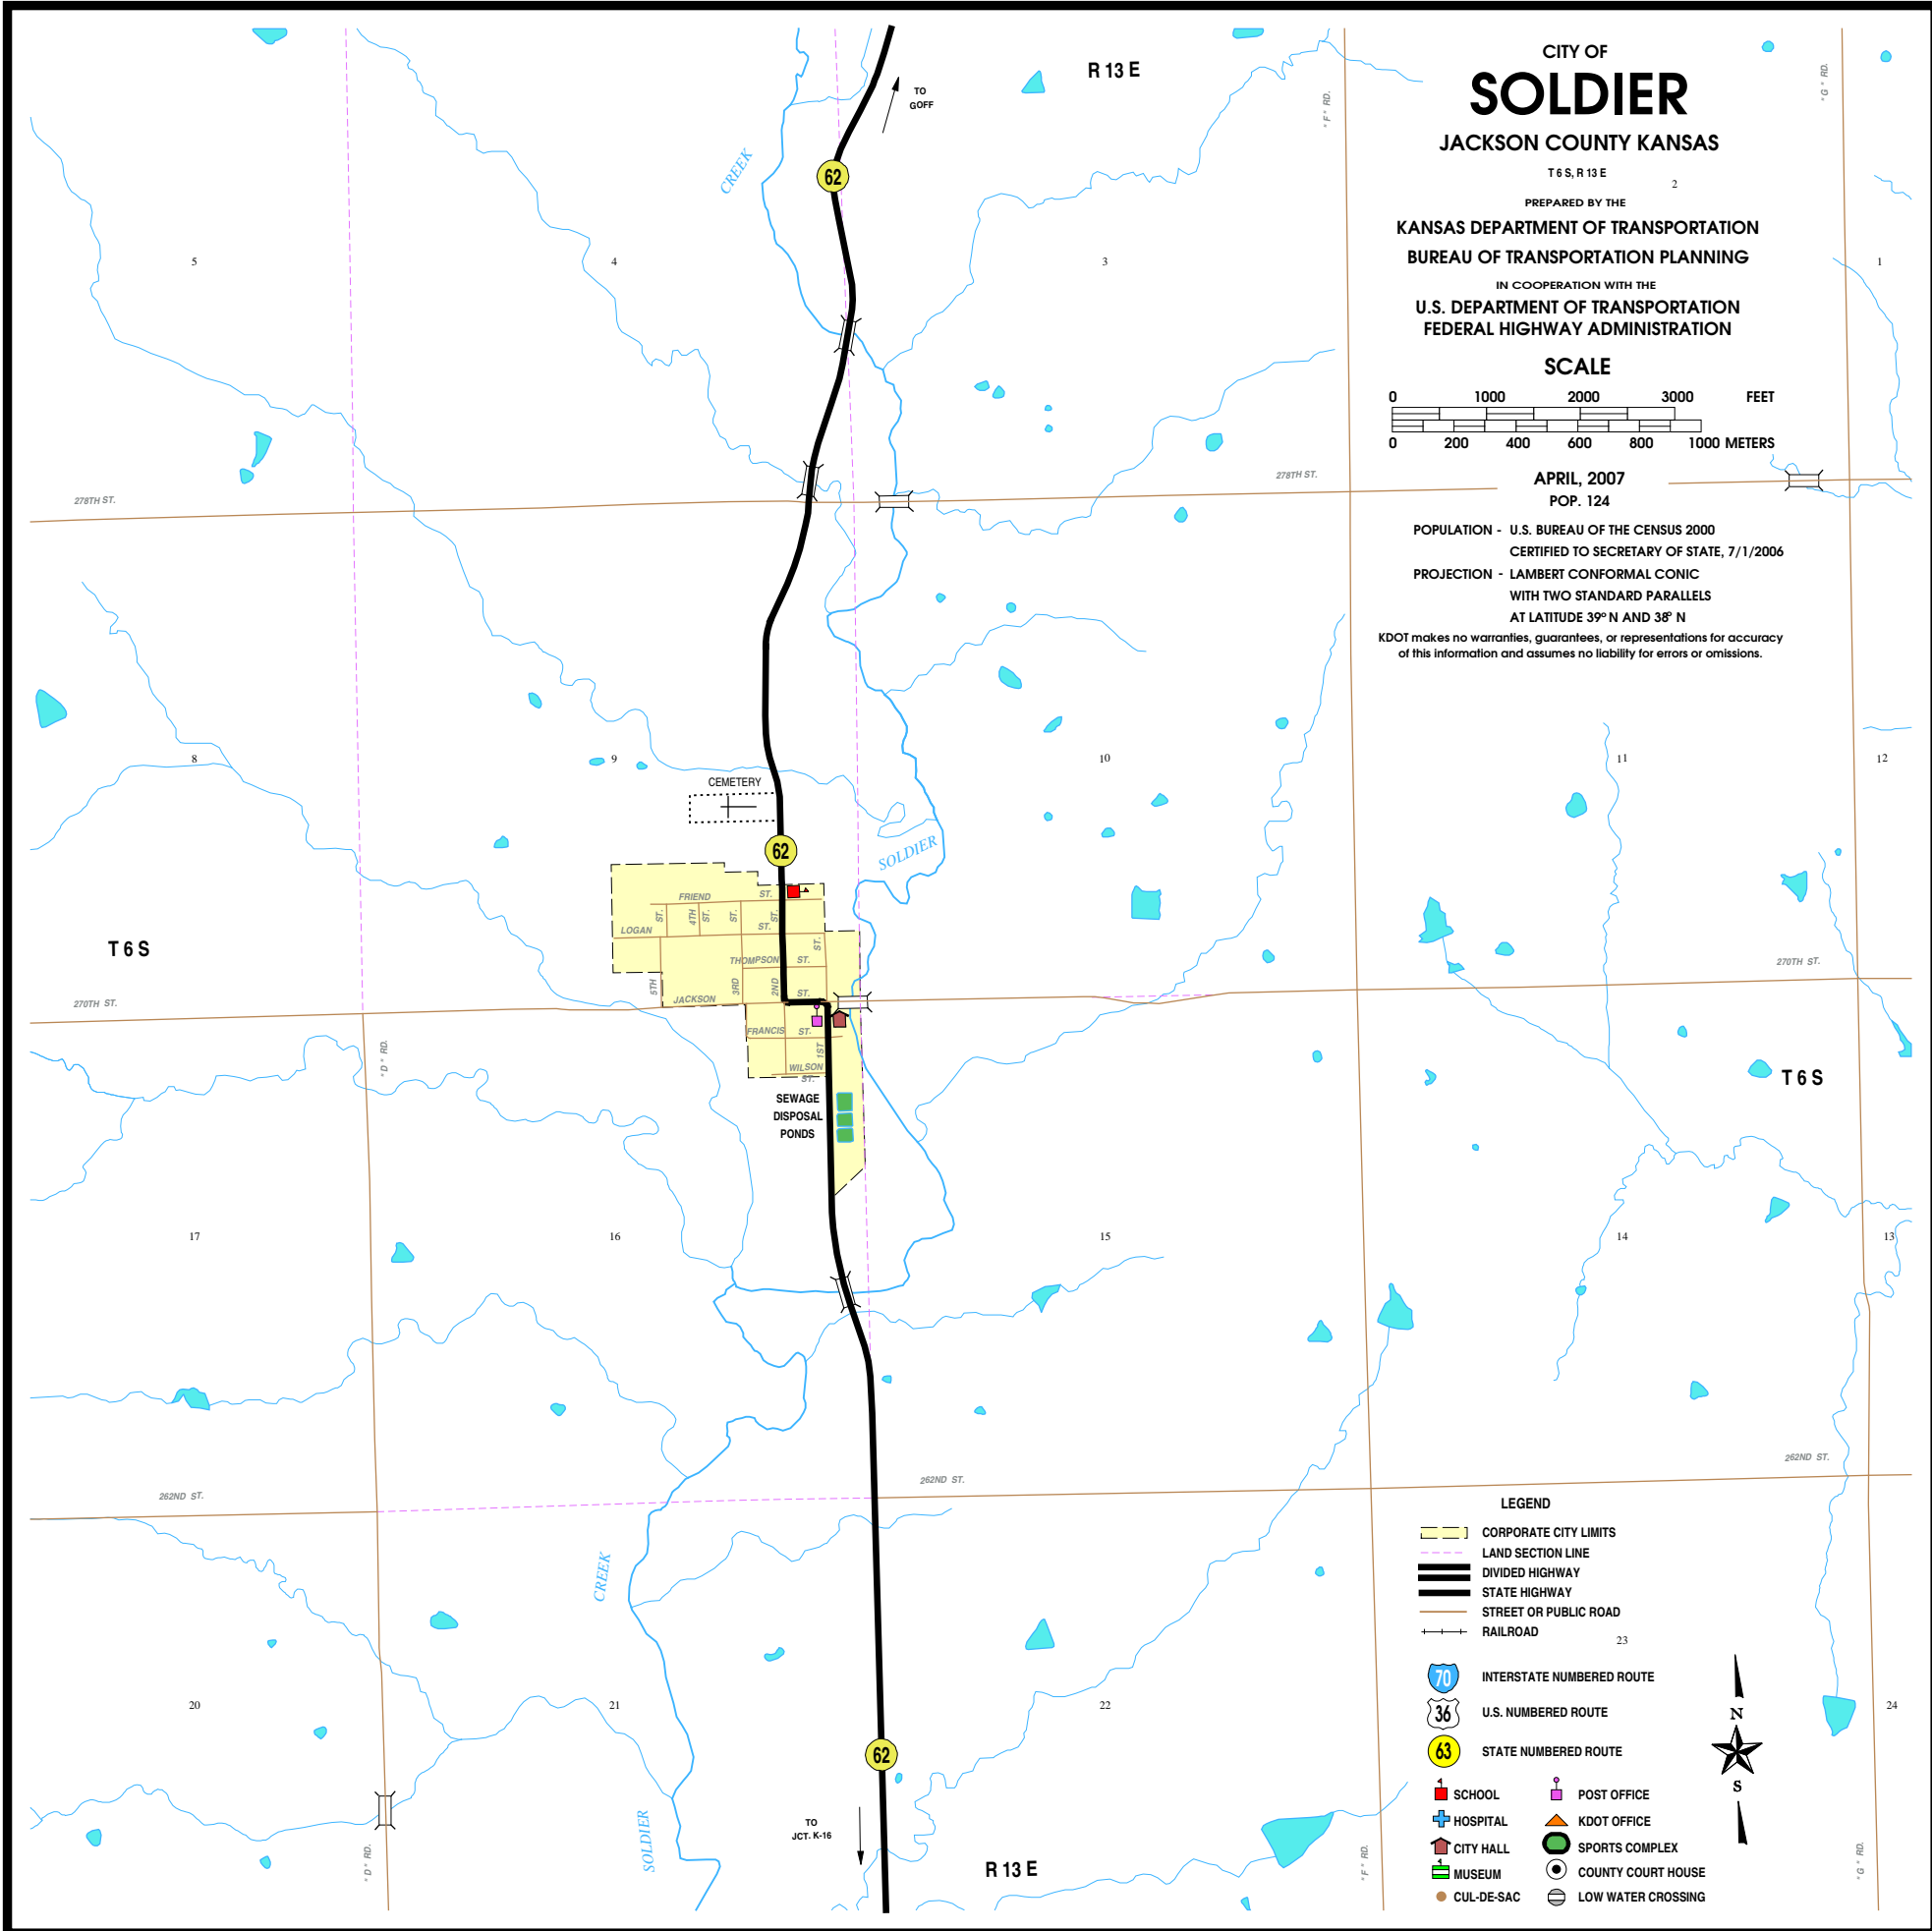 CITY OF
SOLDIER
JACKSON COUNTY KANSAS
T 6 S, R 13 E
2
PREPARED BY THE
KANSAS DEPARTMENT OF TRANSPORTATION
BUREAU OF TRANSPORTATION PLANNING
IN COOPERATION WITH THE
U.S. DEPARTMENT OF TRANSPORTATION
FEDERAL HIGHWAY ADMINISTRATION
SCALE
0 1000 2000 3000 FEET
0 200 400 600 800 1000 METERS
APRIL, 2007
POP. 124
POPULATION - U.S. BUREAU OF THE CENSUS 2000
CERTIFIED TO SECRETARY OF STATE, 7/1/2006
PROJECTION - LAMBERT CONFORMAL CONIC
WITH TWO STANDARD PARALLELS
AT LATITUDE 39° N AND 38° N
KDOT makes no warranties, guarantees, or representations for accuracy
of this information and assumes no liability for errors or omissions.
R 13 E
TO
GOFF
"F" RD.
"G" RD.
CREEK
62
5
4
3
1
278TH ST.
278TH ST.
8
9
10
11
12
CEMETERY
62
SOLDIER
FRIEND ST.
ST.
4TH
ST.
ST.
ST.
LOGAN ST.
ST.
THOMPSON ST.
5TH
3RD
2ND
JACKSON ST.
FRANCIS ST.
1ST
WILSON
ST.
SEWAGE
DISPOSAL
PONDS
T 6 S
T 6 S
270TH ST.
270TH ST.
"D" RD.
17
16
15
14
13
262ND ST.
262ND ST.
262ND ST.
CREEK
SOLDIER
20
21
22
23
24
62
TO
JCT. K-16
R 13 E
"D" RD.
"F" RD.
"G" RD.
LEGEND
CORPORATE CITY LIMITS
LAND SECTION LINE
DIVIDED HIGHWAY
STATE HIGHWAY
STREET OR PUBLIC ROAD
RAILROAD
70 INTERSTATE NUMBERED ROUTE
36 U.S. NUMBERED ROUTE
63 STATE NUMBERED ROUTE
SCHOOL
POST OFFICE
HOSPITAL
KDOT OFFICE
CITY HALL
SPORTS COMPLEX
MUSEUM
COUNTY COURT HOUSE
CUL-DE-SAC
LOW WATER CROSSING
N
S